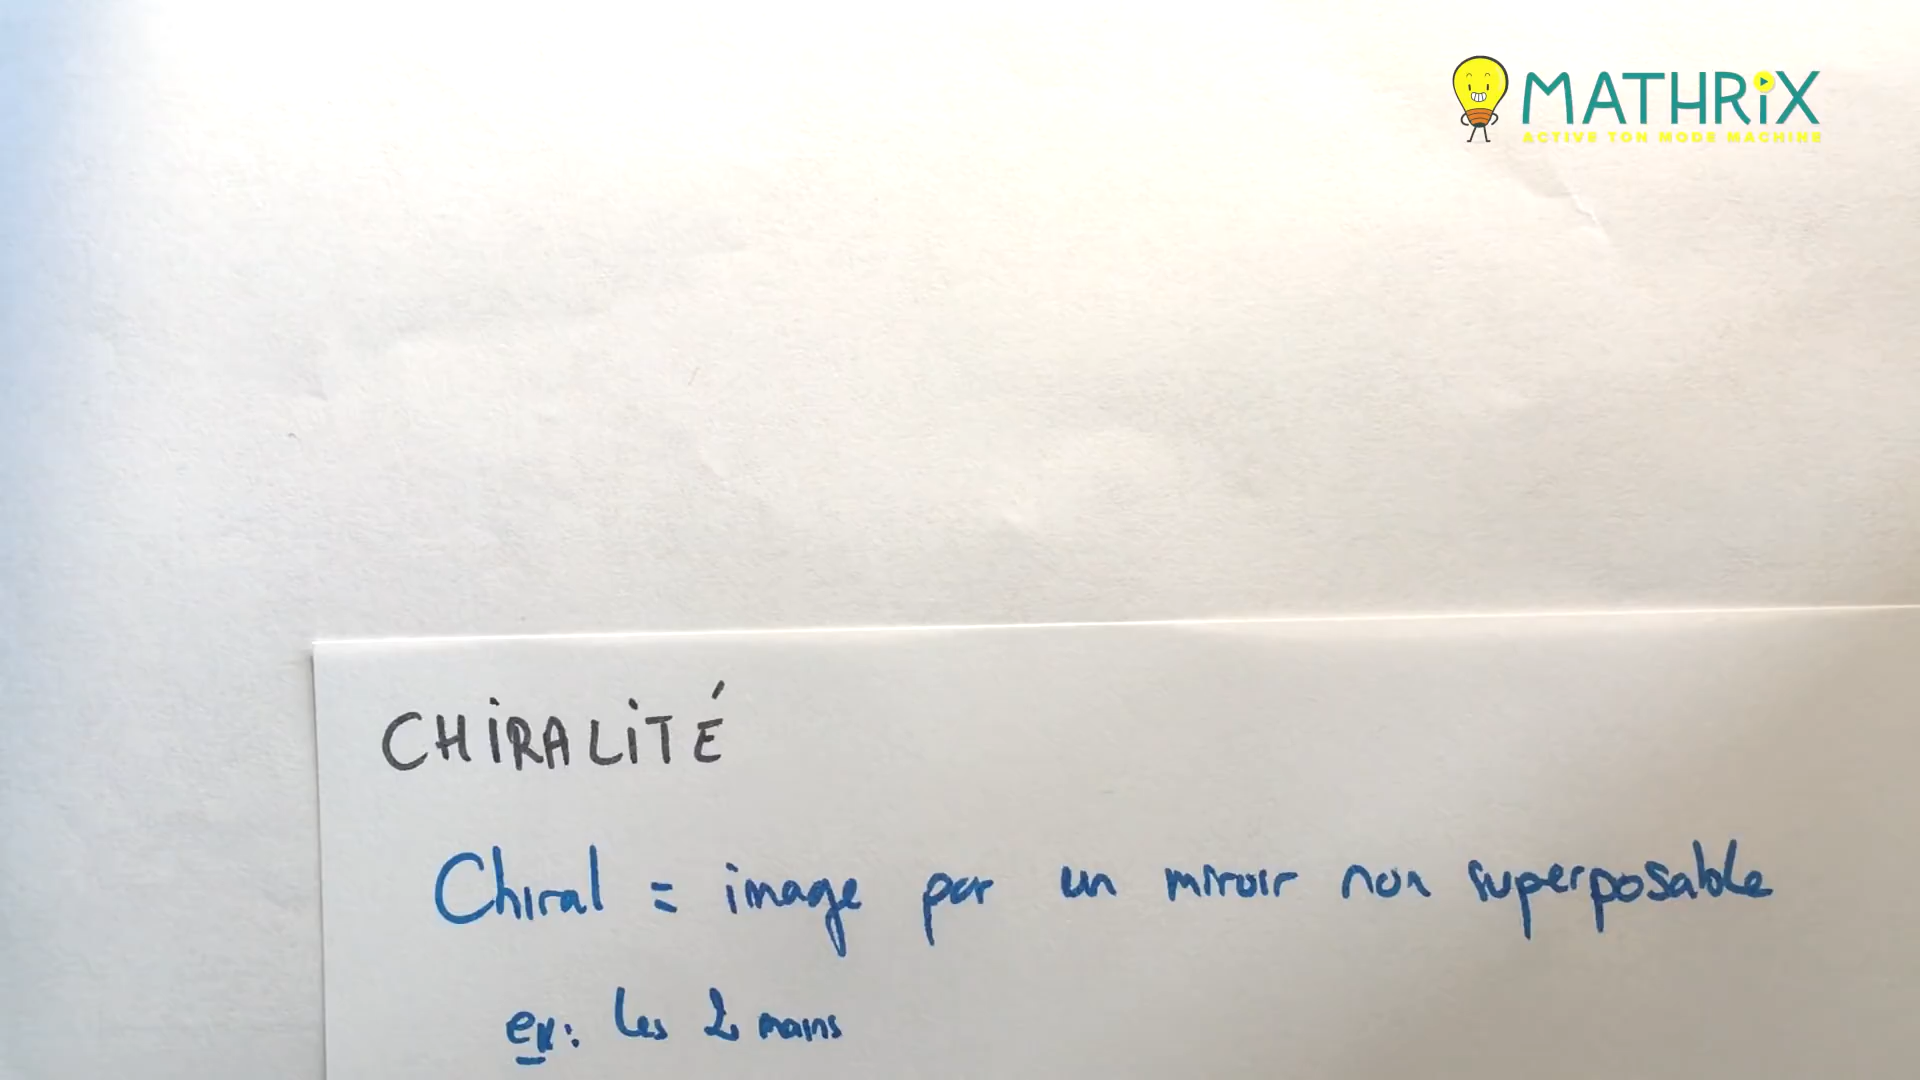 MATHRiX
ACTIVE TON MODE MACHINE
CHiRALiTÉ
Chiral = image par un miroir non superposable
ex: les 2 mains